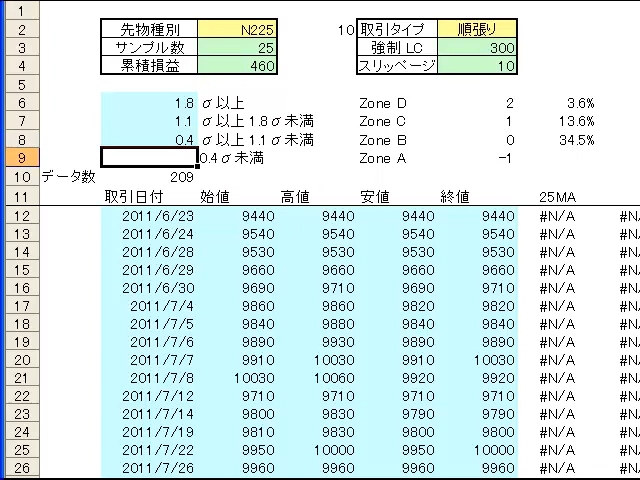 1
2 先物種別 N225 10 取引タイプ 順張り
3 サンプル数 25 強制LC 300
4 累積損益 460 スリッページ 10
5
6 1.8 σ以上 Zone D 2 3.6%
7 1.1 σ以上1.8σ未満 Zone C 1 13.6%
8 0.4 σ以上1.1σ未満 Zone B 0 34.5%
9 0.4σ未満 Zone A -1
10 データ数 209
11 取引日付 始値 高値 安値 終値 25MA
12 2011/6/23 9440 9440 9440 9440 #N/A #N/
13 2011/6/24 9540 9540 9540 9540 #N/A #N/
14 2011/6/28 9530 9530 9530 9530 #N/A #N/
15 2011/6/29 9660 9660 9660 9660 #N/A #N/
16 2011/6/30 9690 9710 9690 9710 #N/A #N/
17 2011/7/4 9860 9860 9820 9820 #N/A #N/
18 2011/7/5 9840 9880 9840 9840 #N/A #N/
19 2011/7/6 9890 9930 9890 9890 #N/A #N/
20 2011/7/7 9910 10030 9910 10030 #N/A #N/
21 2011/7/8 10030 10060 9920 9920 #N/A #N/
22 2011/7/12 9710 9710 9710 9710 #N/A #N/
23 2011/7/14 9800 9830 9790 9790 #N/A #N/
24 2011/7/19 9810 9830 9800 9800 #N/A #N/
25 2011/7/22 9950 10000 9950 10000 #N/A #N/
26 2011/7/26 9960 9960 9960 9960 #N/A #N/